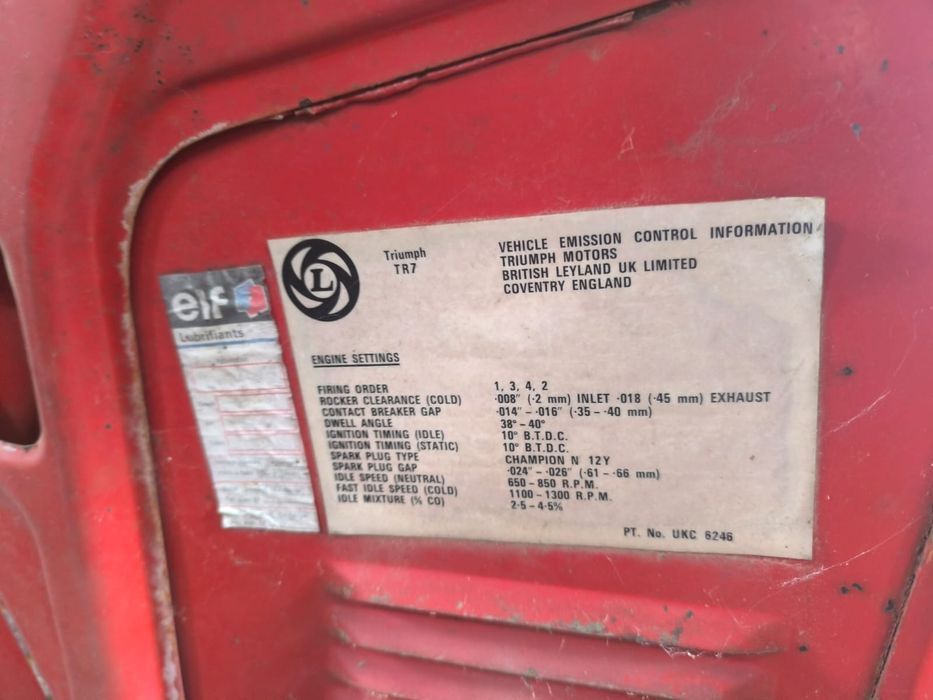 elf
Lubrifiants
L
Triumph
TR7
VEHICLE EMISSION CONTROL INFORMATION
TRIUMPH MOTORS
BRITISH LEYLAND UK LIMITED
COVENTRY ENGLAND
ENGINE SETTINGS
FIRING ORDER 1, 3, 4, 2
ROCKER CLEARANCE (COLD) ·008" (·2 mm) INLET ·018 (·45 mm) EXHAUST
CONTACT BREAKER GAP ·014" – ·016" (·35 – ·40 mm)
DWELL ANGLE 38° – 40°
IGNITION TIMING (IDLE) 10° B.T.D.C.
IGNITION TIMING (STATIC) 10° B.T.D.C.
SPARK PLUG TYPE CHAMPION N 12Y
SPARK PLUG GAP ·024" – ·026" (·61 – ·66 mm)
IDLE SPEED (NEUTRAL) 650 – 850 R.P.M.
FAST IDLE SPEED (COLD) 1100 – 1300 R.P.M.
IDLE MIXTURE (% CO) 2·5 – 4·5%
PT. No. UKC 6246